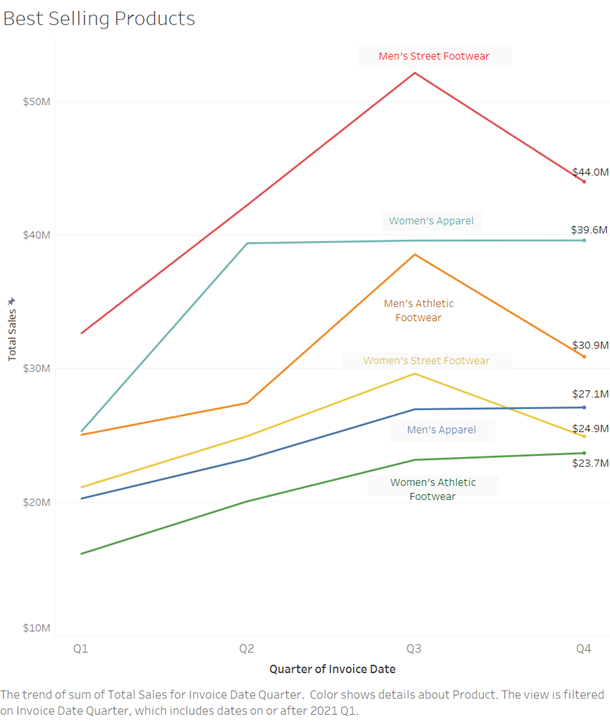 Best Selling Products
Men's Street Footwear
$50M
$44.0M
Women's Apparel
$39.6M
$40M
Men's Athletic
Footwear
Total Sales
$30.9M
Women's Street Footwear
$30M
$27.1M
Men's Apparel
$24.9M
$23.7M
Women's Athletic
Footwear
$20M
$10M
Q1 Q2 Q3 Q4
Quarter of Invoice Date
The trend of sum of Total Sales for Invoice Date Quarter. Color shows details about Product. The view is filtered
on Invoice Date Quarter, which includes dates on or after 2021 Q1.